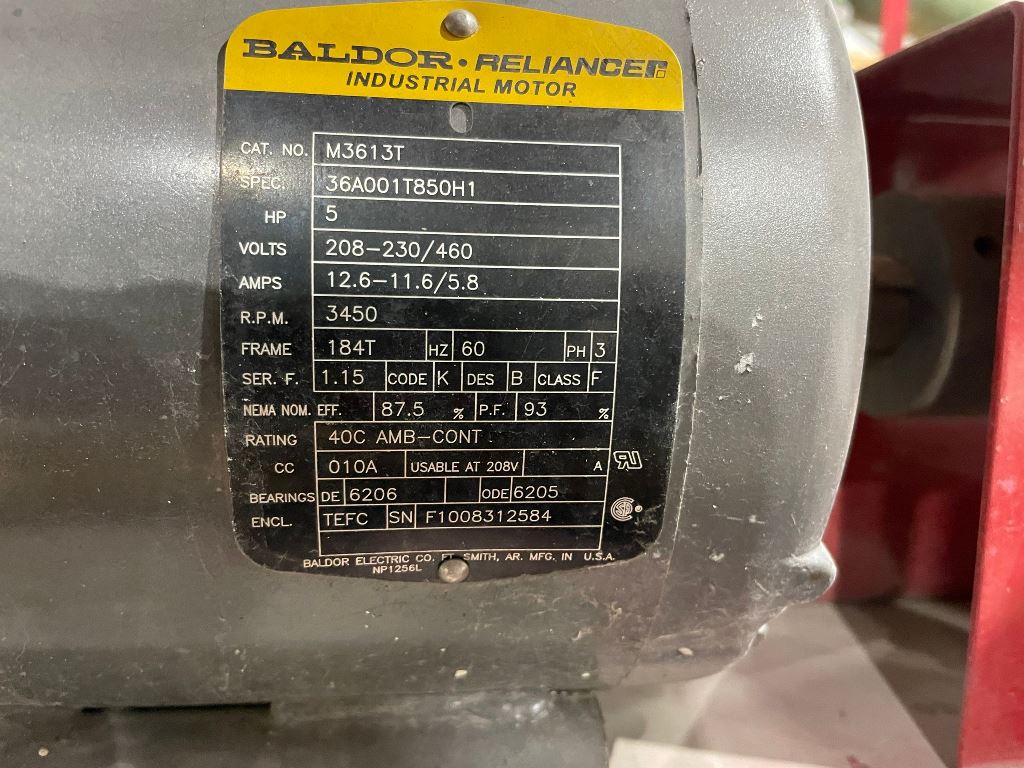 BALDOR • RELIANCER
INDUSTRIAL MOTOR
CAT. NO. M3613T
SPEC. 36A001T850H1
HP 5
VOLTS 208-230/460
AMPS 12.6-11.6/5.8
R.P.M. 3450
FRAME 184T HZ 60 PH 3
SER. F. 1.15 CODE K DES B CLASS F
NEMA NOM. EFF. 87.5 % P.F. 93 %
RATING 40C AMB-CONT
CC 010A USABLE AT 208V A
BEARINGS DE 6206 ODE 6205
ENCL. TEFC SN F1008312584
BALDOR ELECTRIC CO. FT. SMITH, AR. MFG. IN U.S.A.
NP1256L